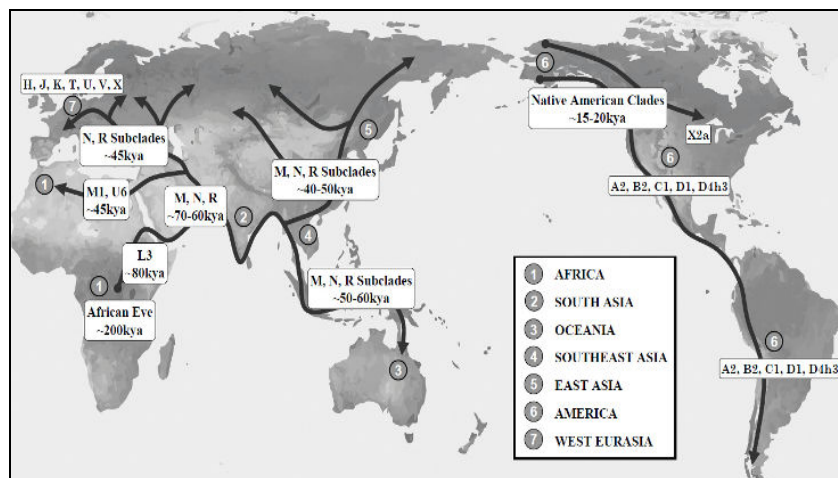 H, J, K, T, U, V, X
7
N, R Subclades
~45kya
1
M1, U6
~45kya
M, N, R
~70-60kya
L3
~80kya
1
African Eve
~200kya
2
M, N, R Subclades
~40-50kya
5
4
M, N, R Subclades
~50-60kya
3
6
Native American Clades
~15-20kya
X2a
6
A2, B2, C1, D1, D4h3
6
A2, B2, C1, D1, D4h3
1 AFRICA
2 SOUTH ASIA
3 OCEANIA
4 SOUTHEAST ASIA
5 EAST ASIA
6 AMERICA
7 WEST EURASIA